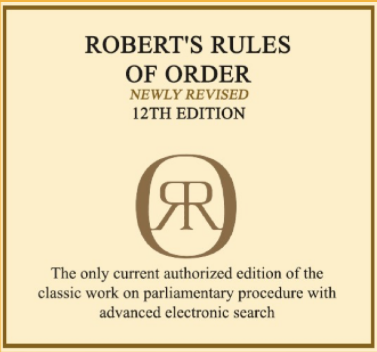 ROBERT'S RULES
OF ORDER
NEWLY REVISED
12TH EDITION
RR
The only current authorized edition of the
classic work on parliamentary procedure with
advanced electronic search